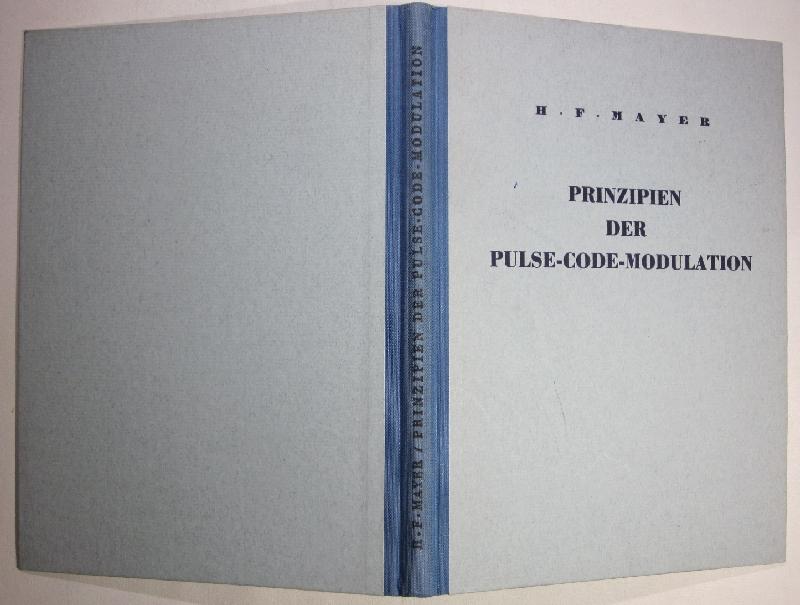 H. F. MAYER
PRINZIPIEN
DER
PULSE-CODE-MODULATION
H. F. MAYER / PRINZIPIEN DER PULSE-CODE-MODULATION